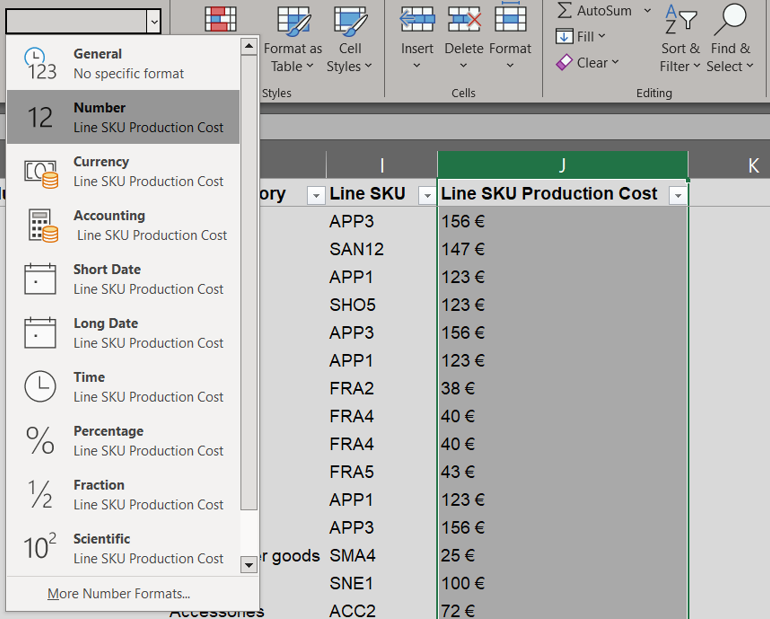 General
123
No specific format
12
Number
Line SKU Production Cost
Currency
Line SKU Production Cost
Accounting
Line SKU Production Cost
Short Date
Line SKU Production Cost
Long Date
Line SKU Production Cost
Time
Line SKU Production Cost
%
Percentage
Line SKU Production Cost
½
Fraction
Line SKU Production Cost
10²
Scientific
Line SKU Production Cost
More Number Formats...
Format as
Table
Cell
Styles
Styles
Insert
Delete
Format
Cells
AutoSum
Fill
Clear
Sort &
Filter
Find &
Select
Editing
I J K
ory Line SKU Line SKU Production Cost
APP3 156 €
SAN12 147 €
APP1 123 €
SHO5 123 €
APP3 156 €
APP1 123 €
FRA2 38 €
FRA4 40 €
FRA4 40 €
FRA5 43 €
APP1 123 €
APP3 156 €
er goods SMA4 25 €
SNE1 100 €
Accessories ACC2 72 €